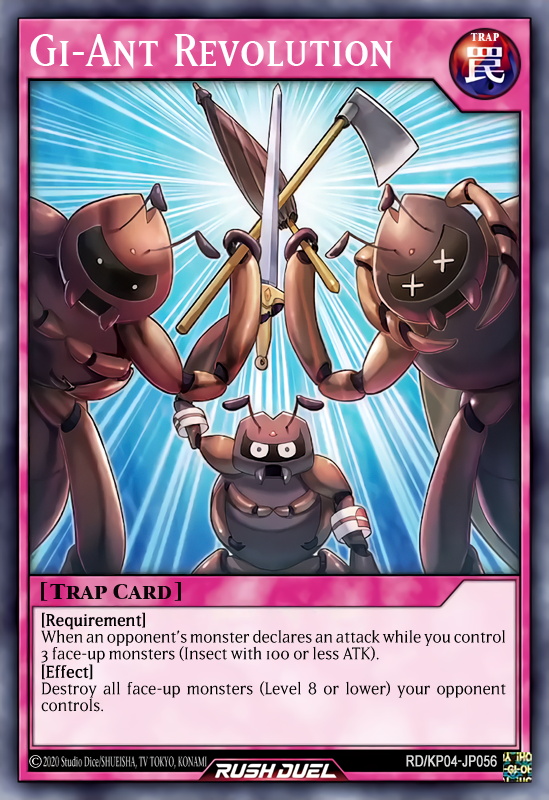 Gi-Ant Revolution
TRAP
罠
[Trap Card]
[Requirement]
When an opponent's monster declares an attack while you control
3 face-up monsters (Insect with 100 or less ATK).
[Effect]
Destroy all face-up monsters (Level 8 or lower) your opponent
controls.
©2020 Studio Dice/SHUEISHA, TV TOKYO, KONAMI
RUSH DUEL
RD/KP04-JP056